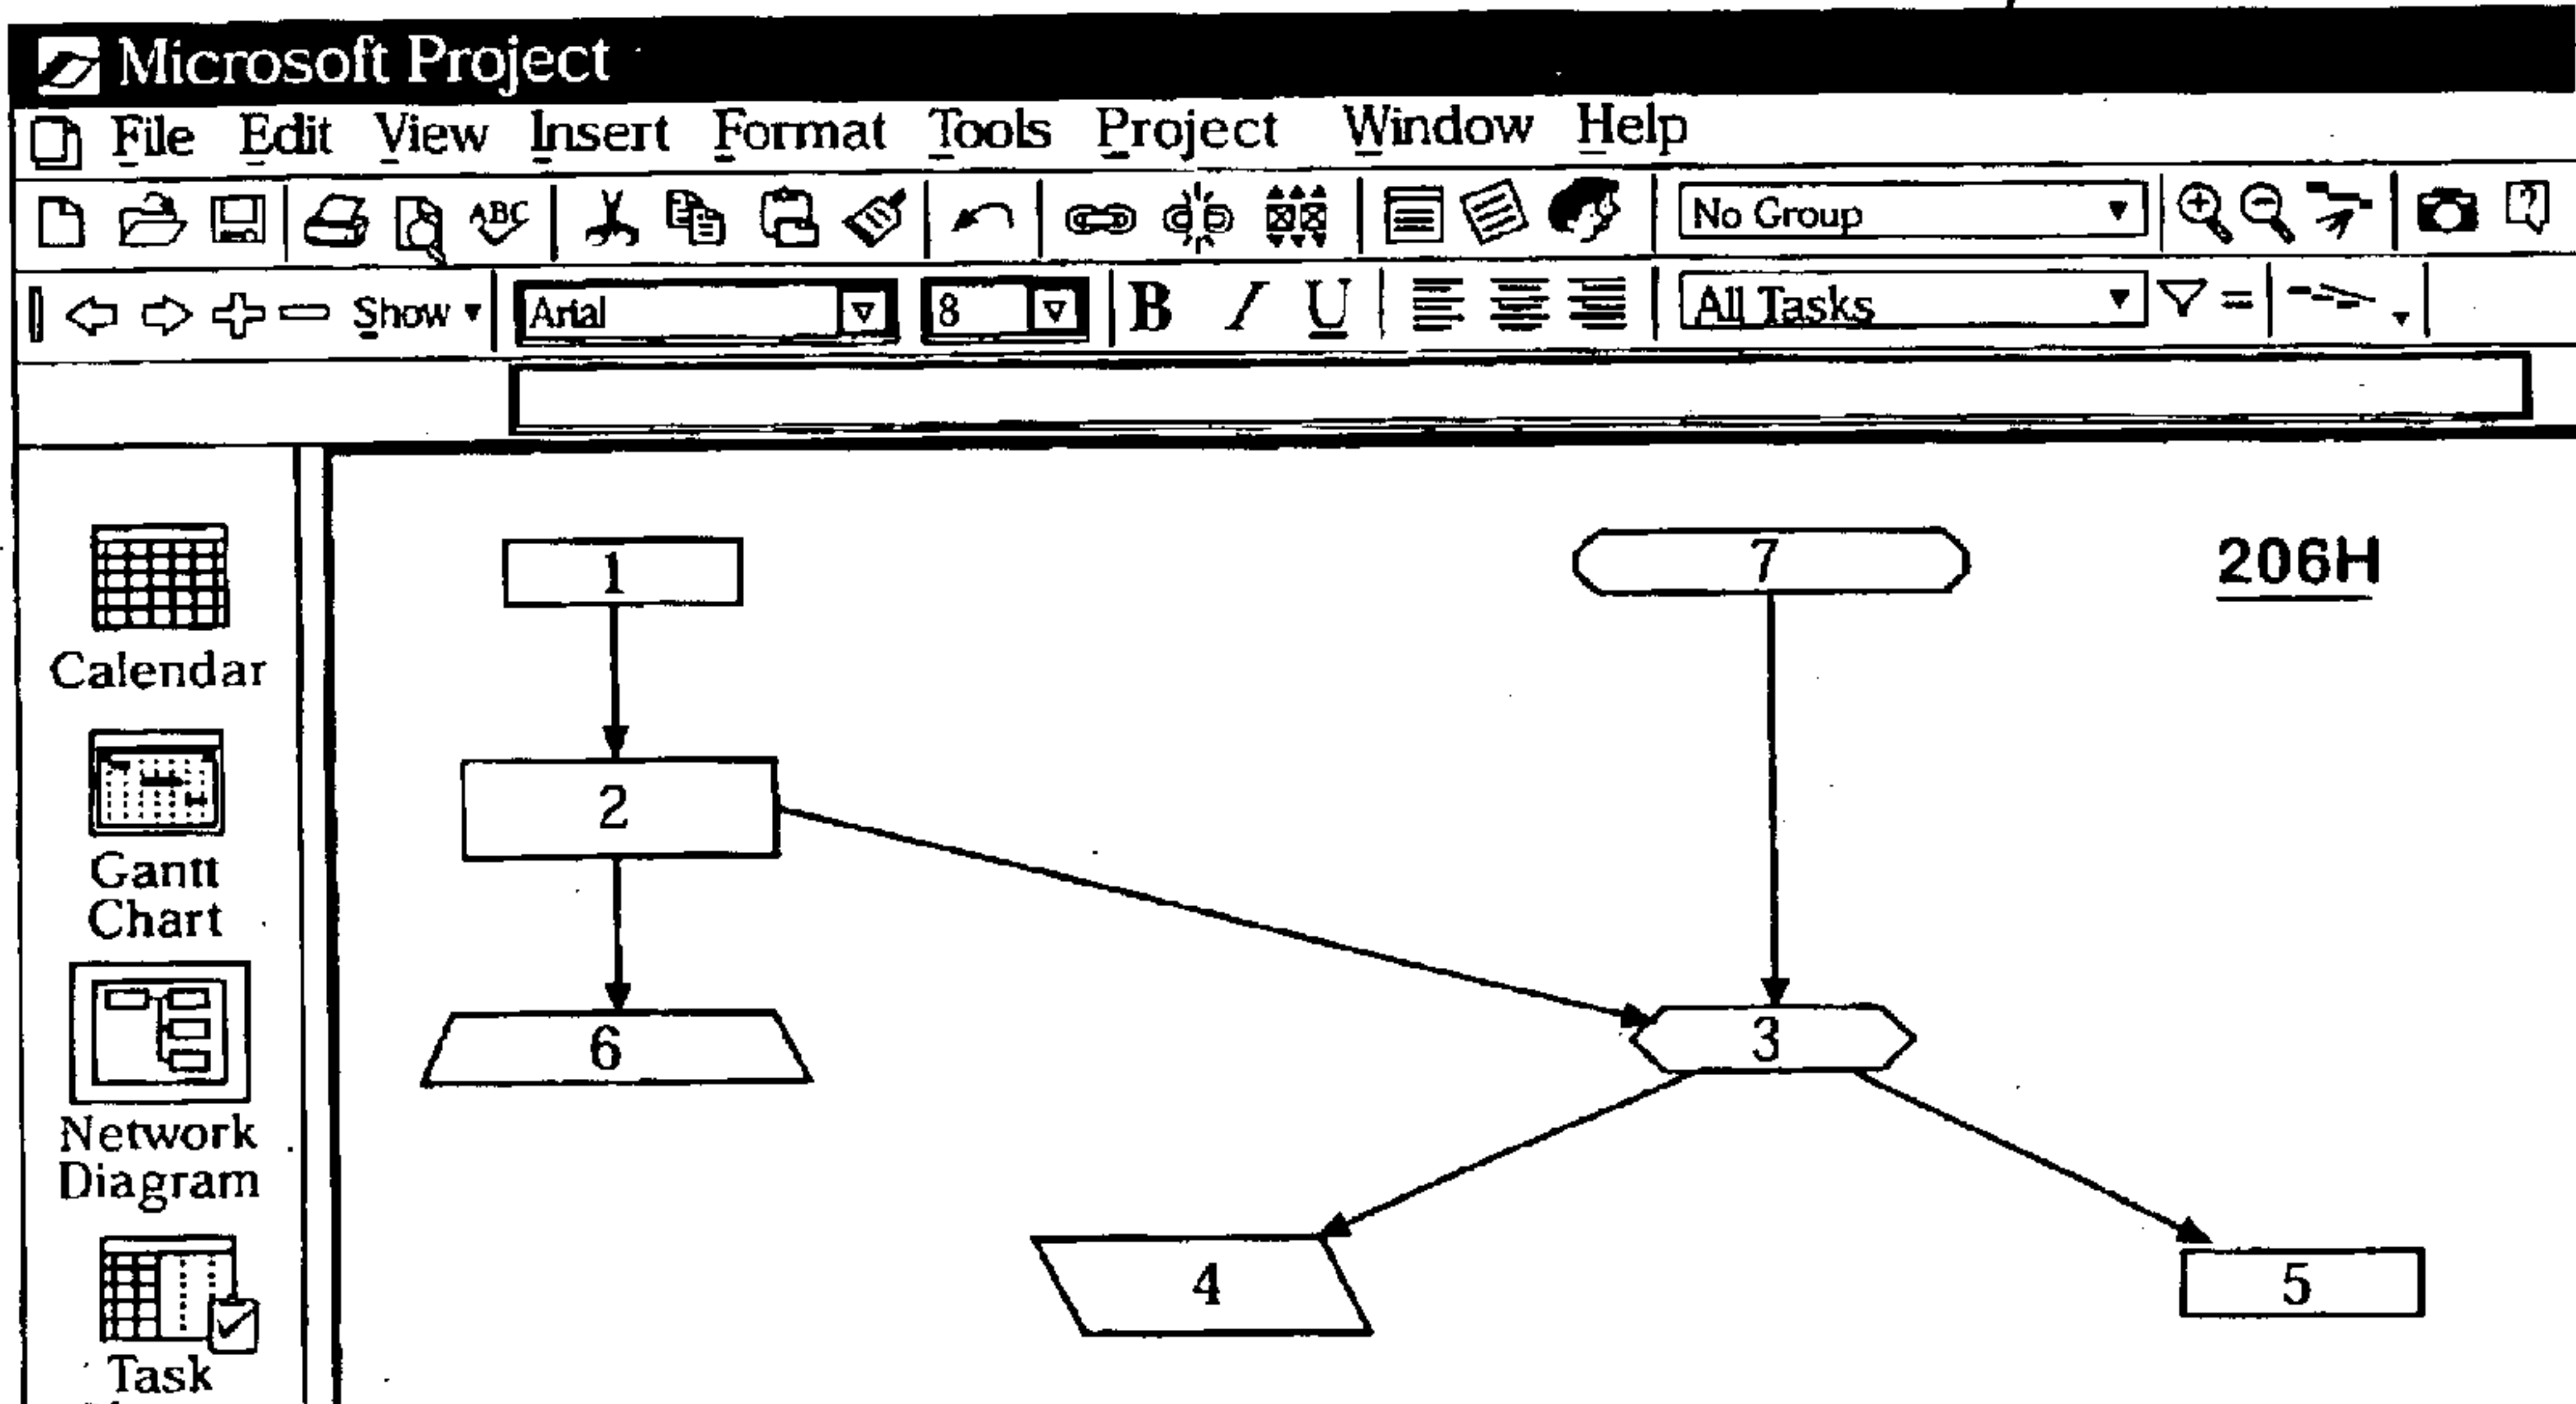 Microsoft Project
File Edit View Insert Format Tools Project Window Help
ABC No Group ?
Show Arial 8 B I U All Tasks =
Calendar
Gantt
Chart
Network
Diagram
Task
1
7
206H
2
6
3
4
5